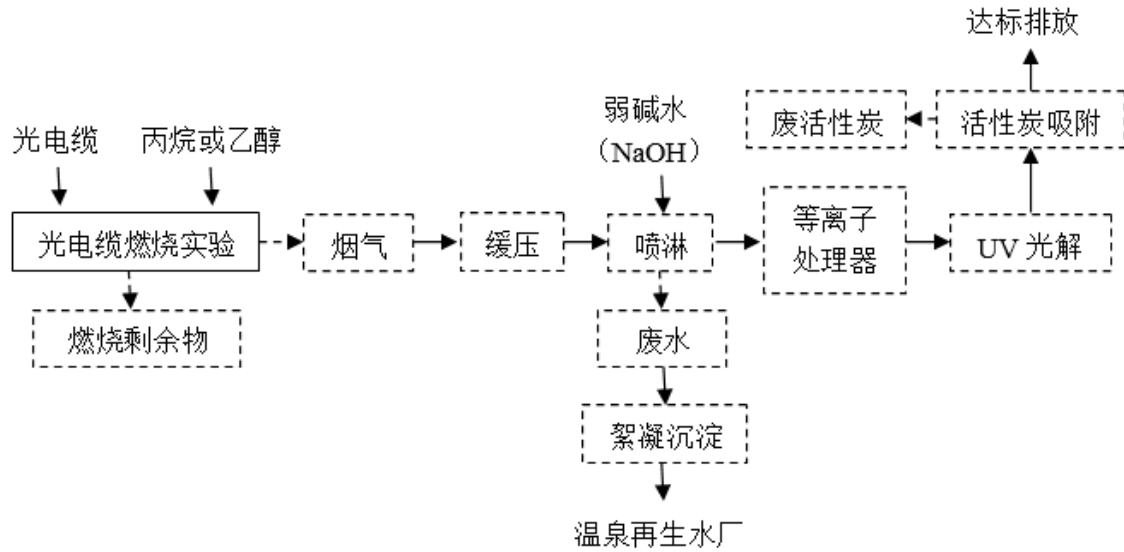 达标排放
弱碱水
（NaOH）
废活性炭
活性炭吸附
光电缆
丙烷或乙醇
光电缆燃烧实验
烟气
缓压
喷淋
等离子
处理器
UV 光解
燃烧剩余物
废水
絮凝沉淀
温泉再生水厂